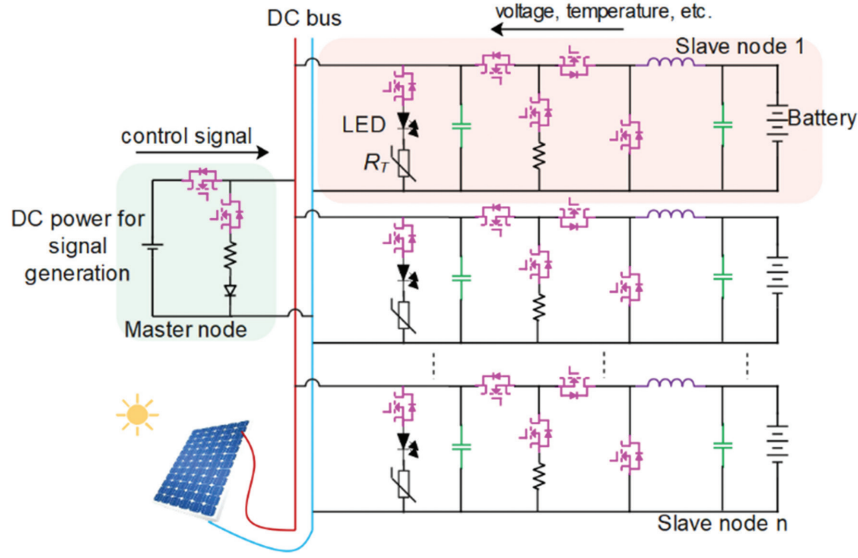 DC bus
voltage, temperature, etc.
Slave node 1
LED
Battery
control signal
RT
DC power for
signal
generation
Master node
Slave node n